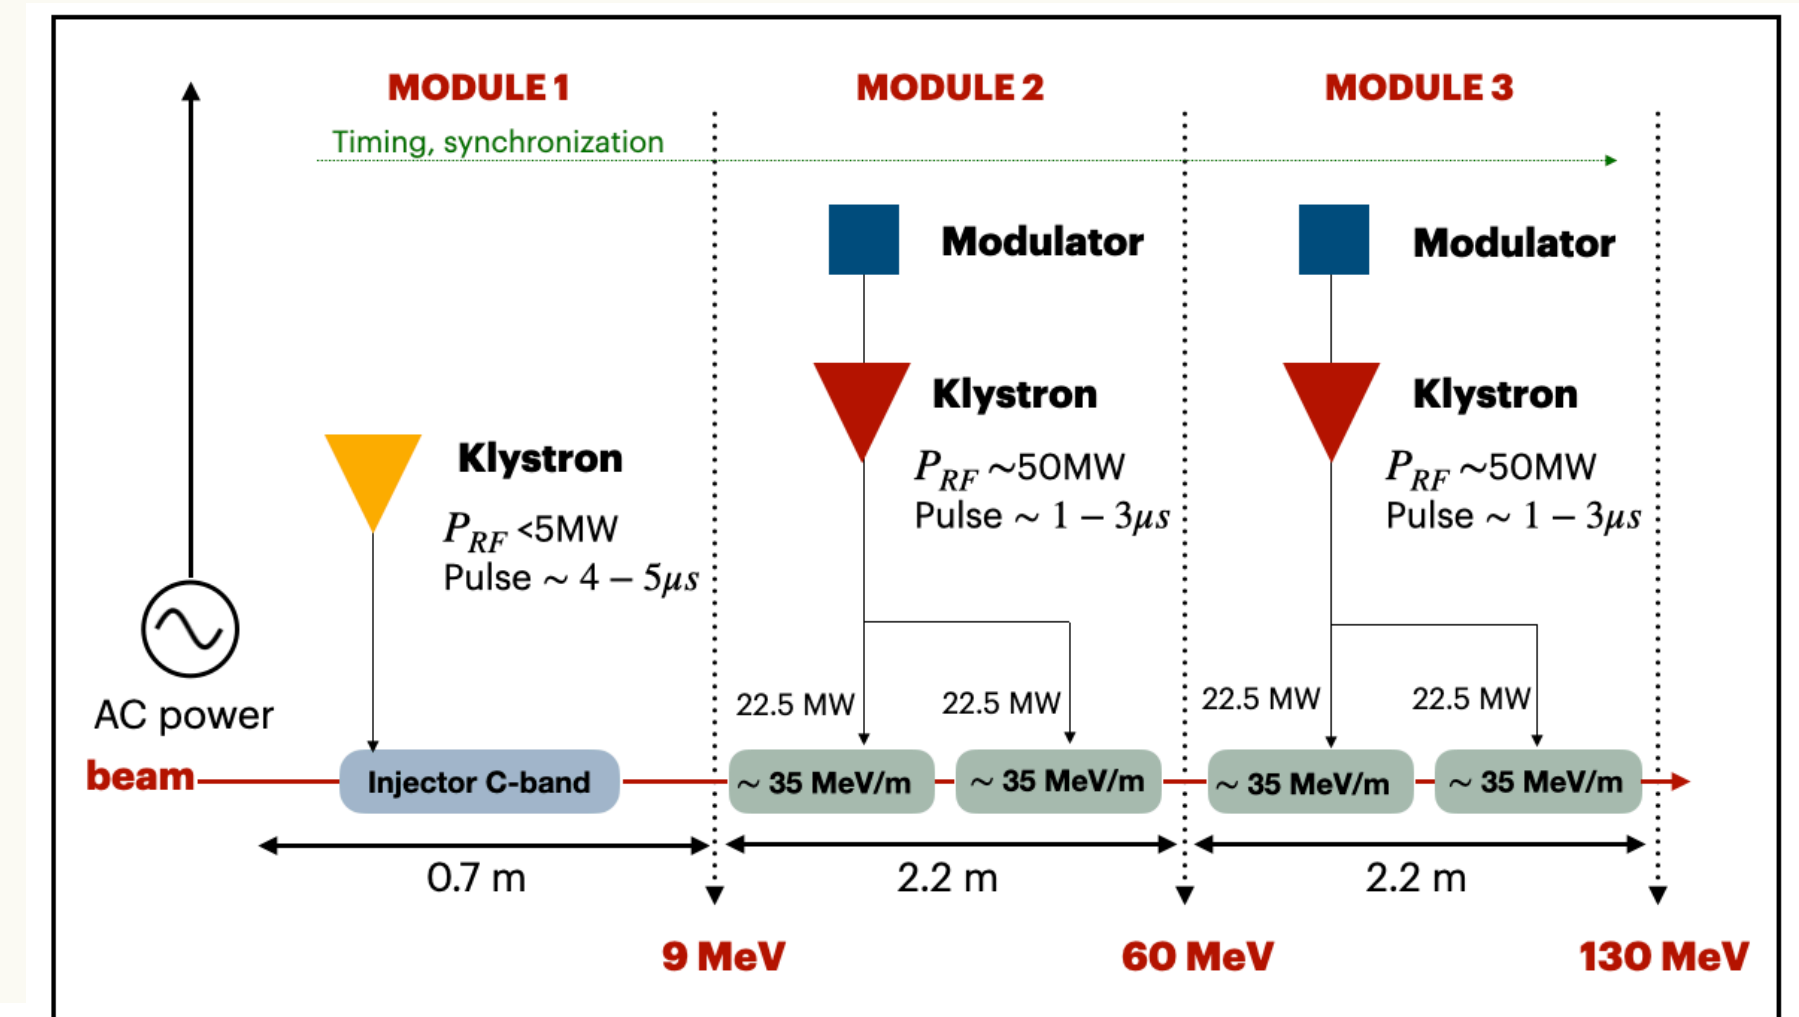 MODULE 1
MODULE 2
MODULE 3
Timing, synchronization
Modulator
Modulator
Klystron
Klystron
Klystron
P_RF ~50MW
Pulse ~ 1 – 3μs
P_RF ~50MW
Pulse ~ 1 – 3μs
P_RF <5MW
Pulse ~ 4 – 5μs
AC power
22.5 MW
22.5 MW
22.5 MW
22.5 MW
beam
Injector C-band
~ 35 MeV/m
~ 35 MeV/m
~ 35 MeV/m
~ 35 MeV/m
0.7 m
2.2 m
2.2 m
9 MeV
60 MeV
130 MeV